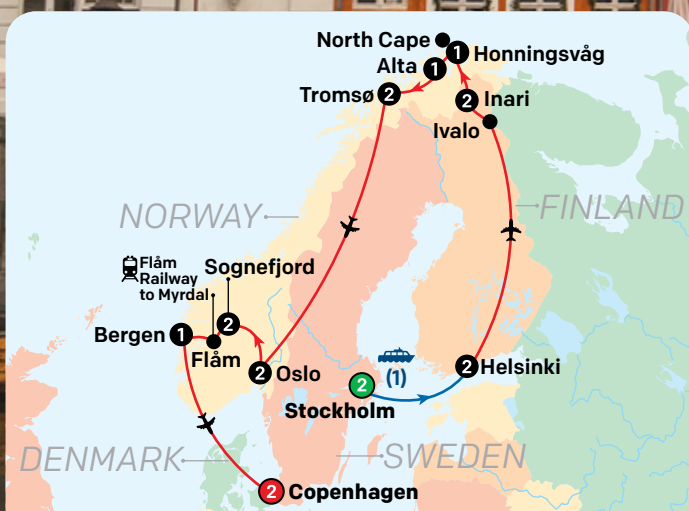 North Cape
1
Honningsvåg
Alta
1
Tromsø
2
2
Inari
Ivalo
NORWAY
FINLAND
Flåm
Railway
to Myrdal
Sognefjord
2
Bergen
1
Flåm
2
Oslo
(1)
2
Helsinki
2
Stockholm
DENMARK
SWEDEN
2
Copenhagen